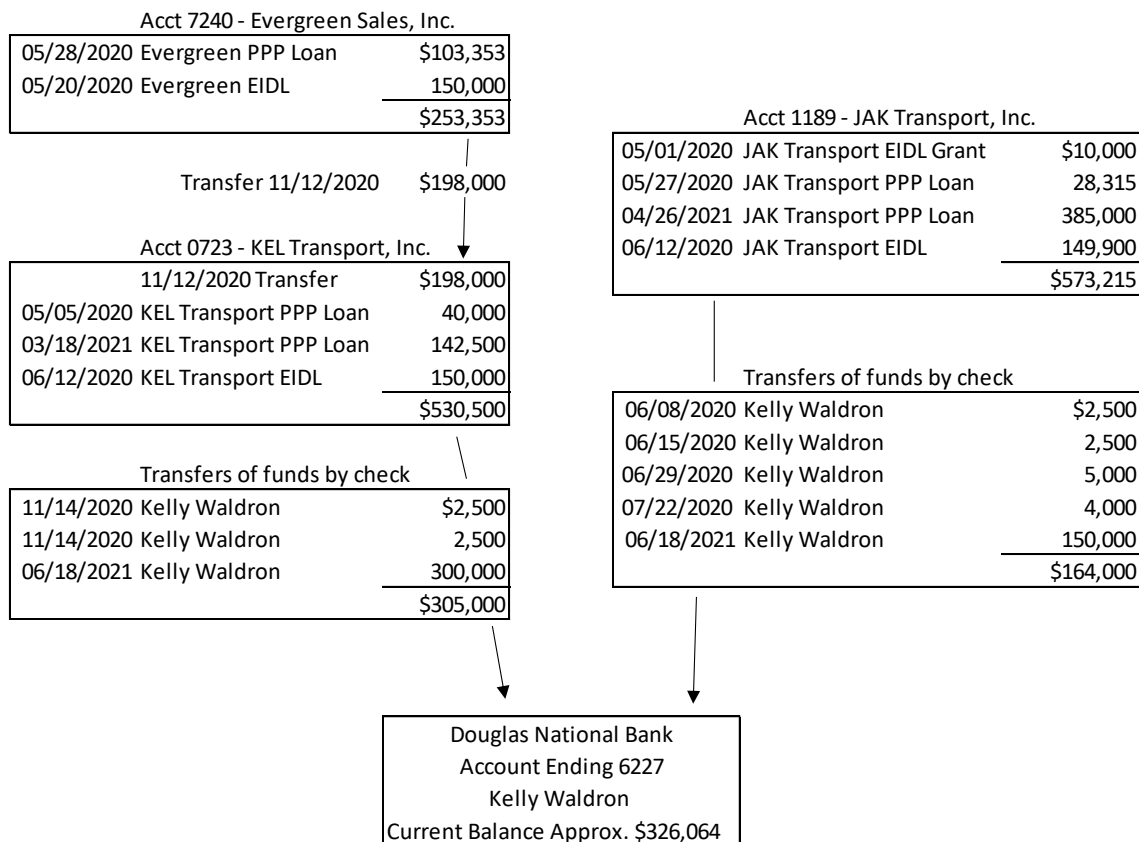 Acct 7240 - Evergreen Sales, Inc.
05/28/2020 Evergreen PPP Loan $103,353
05/20/2020 Evergreen EIDL 150,000
$253,353
Transfer 11/12/2020 $198,000
Acct 0723 - KEL Transport, Inc.
11/12/2020 Transfer $198,000
05/05/2020 KEL Transport PPP Loan 40,000
03/18/2021 KEL Transport PPP Loan 142,500
06/12/2020 KEL Transport EIDL 150,000
$530,500
Transfers of funds by check
11/14/2020 Kelly Waldron $2,500
11/14/2020 Kelly Waldron 2,500
06/18/2021 Kelly Waldron 300,000
$305,000
Acct 1189 - JAK Transport, Inc.
05/01/2020 JAK Transport EIDL Grant $10,000
05/27/2020 JAK Transport PPP Loan 28,315
04/26/2021 JAK Transport PPP Loan 385,000
06/12/2020 JAK Transport EIDL 149,900
$573,215
Transfers of funds by check
06/08/2020 Kelly Waldron $2,500
06/15/2020 Kelly Waldron 2,500
06/29/2020 Kelly Waldron 5,000
07/22/2020 Kelly Waldron 4,000
06/18/2021 Kelly Waldron 150,000
$164,000
Douglas National Bank
Account Ending 6227
Kelly Waldron
Current Balance Approx. $326,064